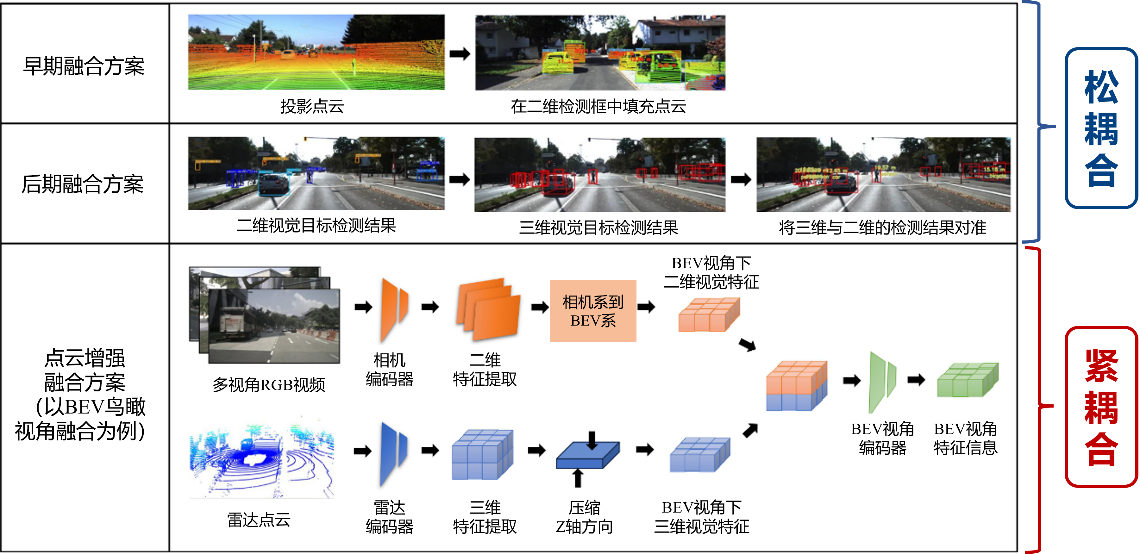 早期融合方案
投影点云
在二维检测框中填充点云
松耦合
后期融合方案
二维视觉目标检测结果
三维视觉目标检测结果
将三维与二维的检测结果对准
点云增强
融合方案
（以BEV鸟瞰
视角融合为例）
多视角RGB视频
相机
编码器
二维
特征提取
相机系到
BEV系
BEV视角下
二维视觉特征
雷达点云
雷达
编码器
三维
特征提取
压缩
Z轴方向
BEV视角下
三维视觉特征
BEV视角
编码器
BEV视角
特征信息
紧耦合